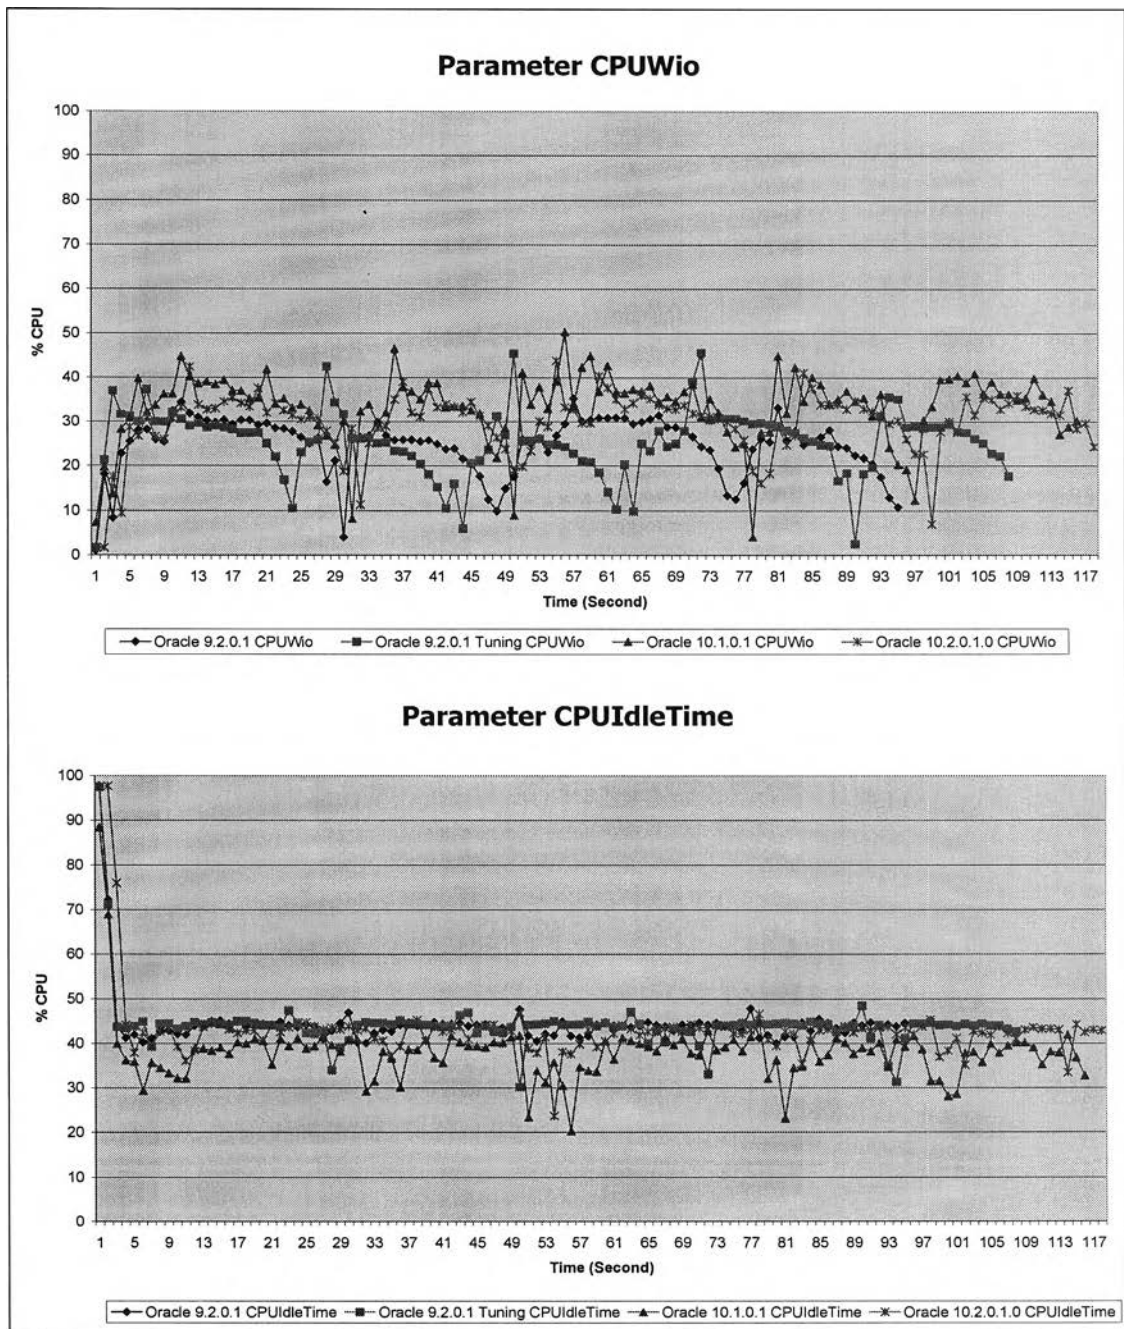 Parameter CPUWio
100
90
80
70
60
50
40
30
20
10
0
% CPU
1 5 9 13 17 21 25 29 33 37 41 45 49 53 57 61 65 69 73 77 81 85 89 93 97 101 105 109 113 117
Time (Second)
Oracle 9.2.0.1 CPUWio Oracle 9.2.0.1 Tuning CPUWio Oracle 10.1.0.1 CPUWio Oracle 10.2.0.1.0 CPUWio
Parameter CPUIdleTime
100
90
80
70
60
50
40
30
20
10
0
% CPU
1 5 9 13 17 21 25 29 33 37 41 45 49 53 57 61 65 69 73 77 81 85 89 93 97 101 105 109 113 117
Time (Second)
Oracle 9.2.0.1 CPUIdleTime Oracle 9.2.0.1 Tuning CPUIdleTime Oracle 10.1.0.1 CPUIdleTime Oracle 10.2.0.1.0 CPUIdleTime